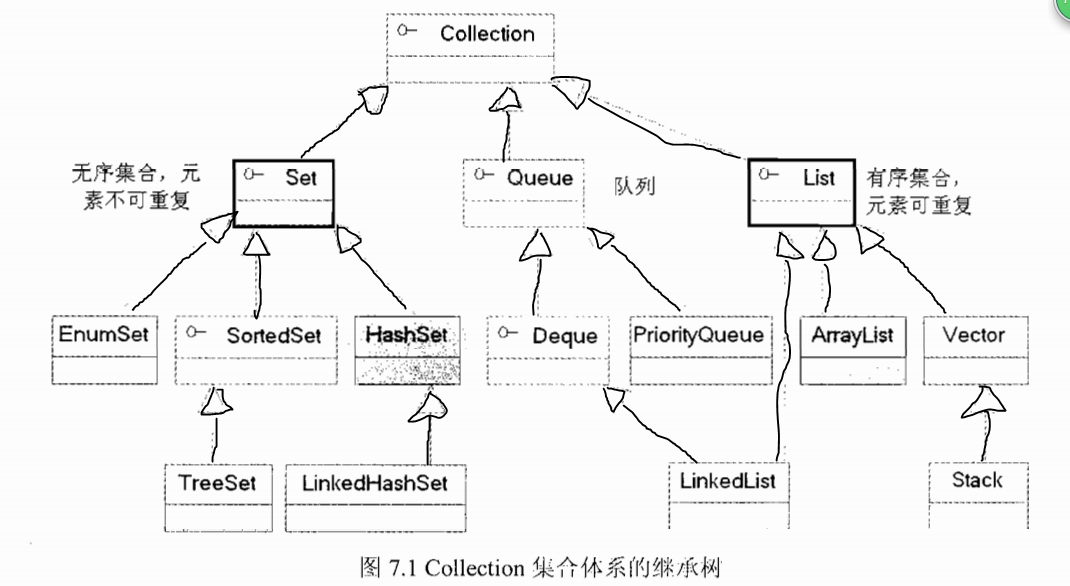 Collection
无序集合，元
素不可重复
Set
Queue
队列
List
有序集合，
元素可重复
EnumSet
SortedSet
HashSet
Deque
PriorityQueue
ArrayList
Vector
TreeSet
LinkedHashSet
LinkedList
Stack
图 7.1 Collection 集合体系的继承树